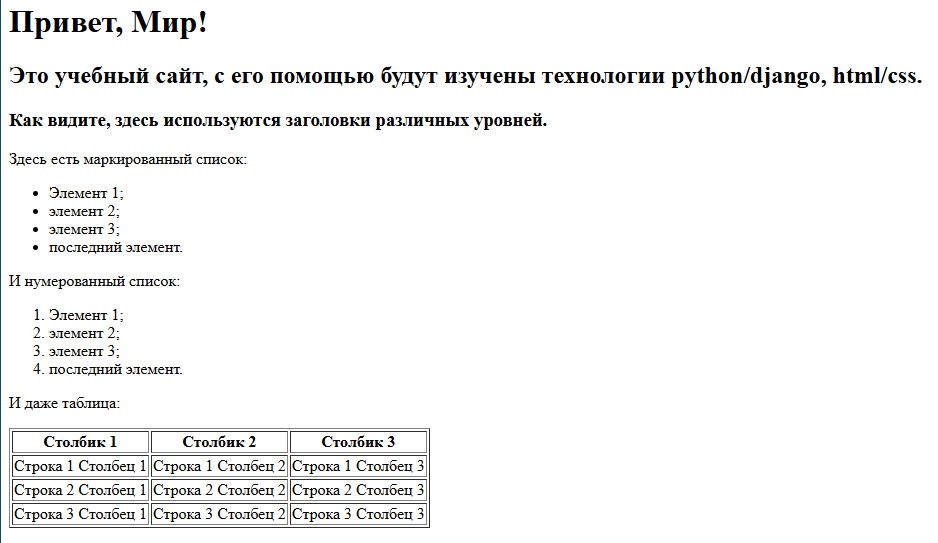 Привет, Мир!
Это учебный сайт, с его помощью будут изучены технологии python/django, html/css.
Как видите, здесь используются заголовки различных уровней.
Здесь есть маркированный список:
• Элемент 1;
• элемент 2;
• элемент 3;
• последний элемент.
И нумерованный список:
1. Элемент 1;
2. элемент 2;
3. элемент 3;
4. последний элемент.
И даже таблица:
Столбик 1 Столбик 2 Столбик 3
Строка 1 Столбец 1 Строка 1 Столбец 2 Строка 1 Столбец 3
Строка 2 Столбец 1 Строка 2 Столбец 2 Строка 2 Столбец 3
Строка 3 Столбец 1 Строка 3 Столбец 2 Строка 3 Столбец 3